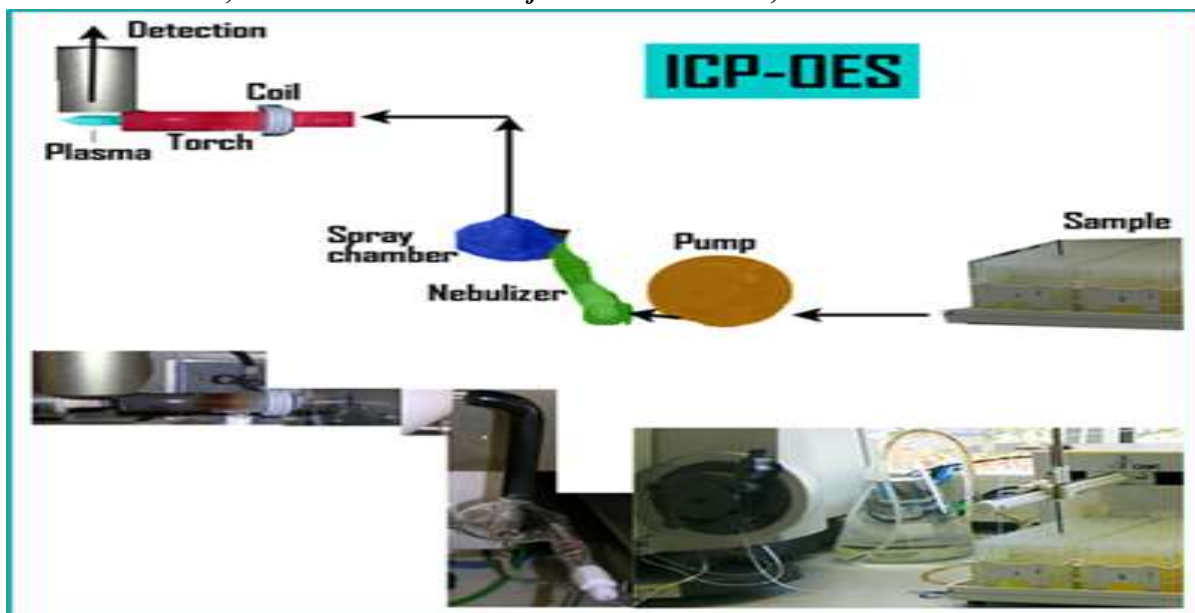 Detection
ICP-OES
Coil
Torch
Plasma
Sample
Spray
chamber
Pump
Nebulizer